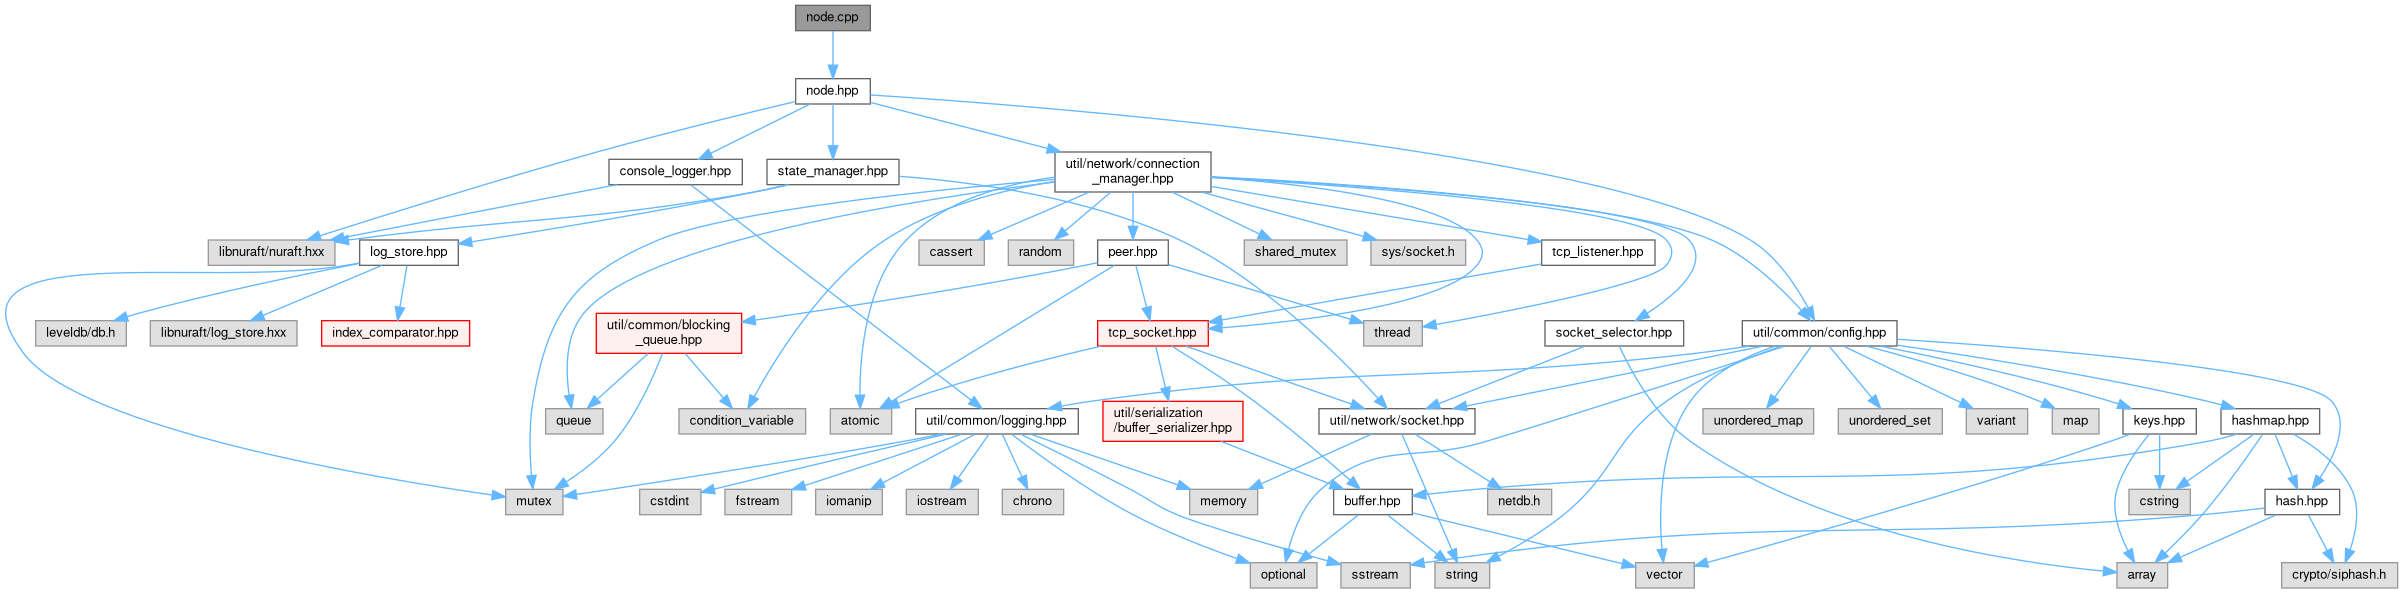 node.cpp
node.hpp
console_logger.hpp
state_manager.hpp
util/network/connection
_manager.hpp
libnuraft/nuraft.hxx
log_store.hpp
cassert
random
peer.hpp
shared_mutex
sys/socket.h
tcp_listener.hpp
leveldb/db.h
libnuraft/log_store.hxx
index_comparator.hpp
util/common/blocking
_queue.hpp
tcp_socket.hpp
thread
socket_selector.hpp
util/common/config.hpp
queue
condition_variable
atomic
util/common/logging.hpp
util/serialization
/buffer_serializer.hpp
util/network/socket.hpp
unordered_map
unordered_set
variant
map
keys.hpp
hashmap.hpp
mutex
cstdint
fstream
iomanip
iostream
chrono
memory
buffer.hpp
netdb.h
cstring
hash.hpp
optional
sstream
string
vector
array
crypto/siphash.h